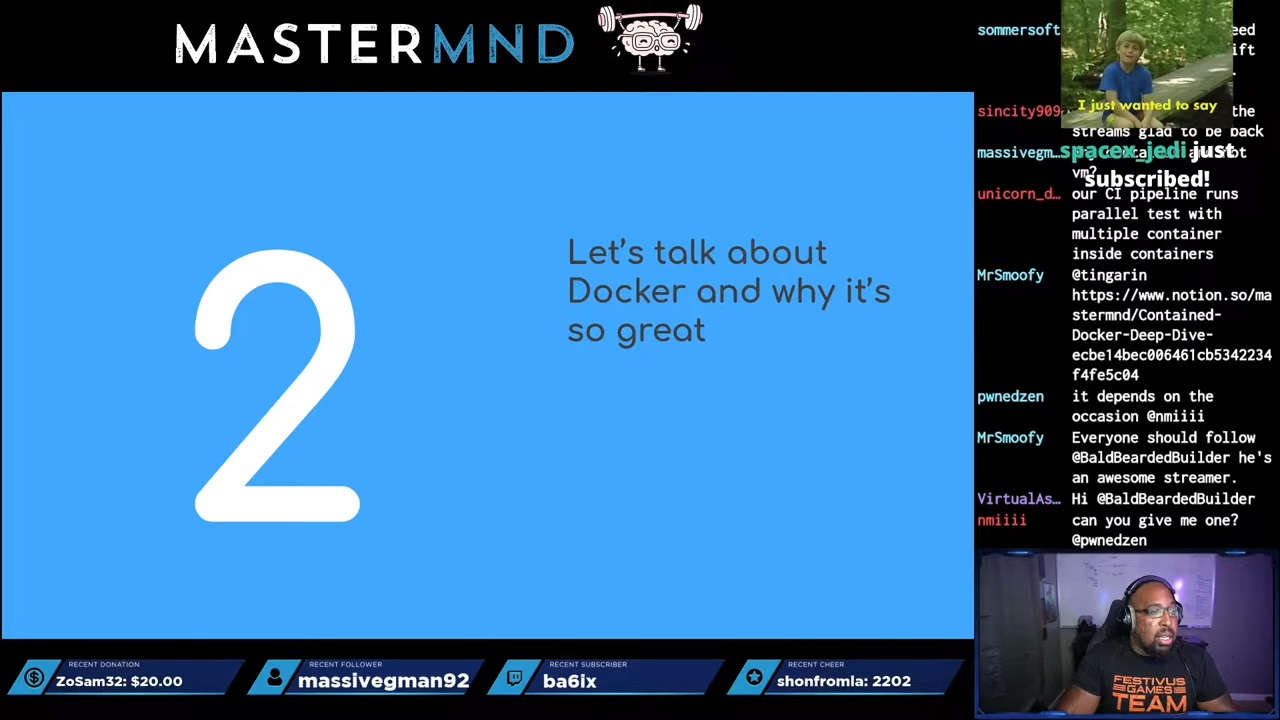 MASTERMND
2
Let's talk about
Docker and why it's
so great
sommersoft
eed
ift
I just wanted to say
sincity909 the
streams glad to be back
massivegm… not
vm?
spacex_jedi just
subscribed!
unicorn_d… our CI pipeline runs
parallel test with
multiple container
inside containers
MrSmoofy @tingarin
https://www.notion.so/ma
stermnd/Contained-
Docker-Deep-Dive-
ecbe14bec006461cb5342234
f4fe5c04
pwnedzen it depends on the
occasion @nmiiii
MrSmoofy Everyone should follow
@BaldBeardedBuilder he's
an awesome streamer.
VirtualAs… Hi @BaldBeardedBuilder
nmiiii can you give me one?
@pwnedzen
FESTIVUS
GAMES
TEAM
RECENT DONATION
ZoSam32: $20.00
RECENT FOLLOWER
massivegman92
RECENT SUBSCRIBER
ba6ix
RECENT CHEER
shonfromla: 2202